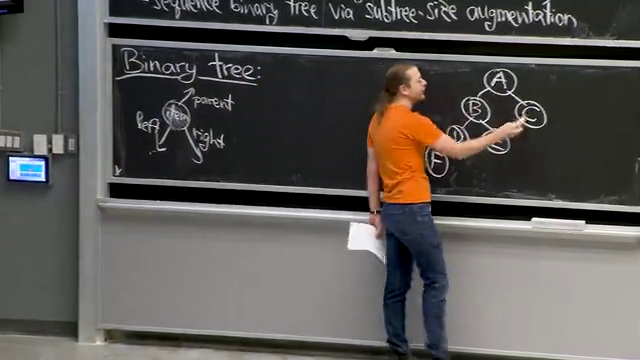 sequence binary tree via subtree-size augmentation
Binary tree:
parent
left
item
right
A
B
C
F